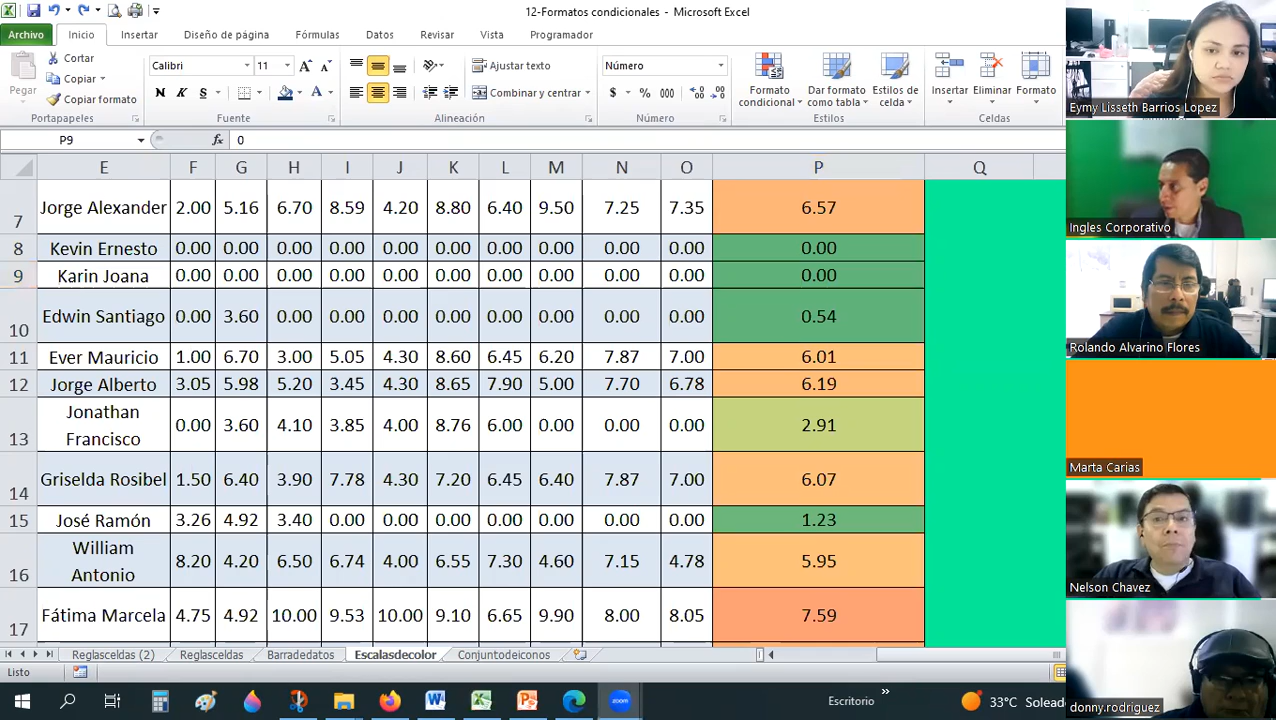 12-Formatos condicionales - Microsoft Excel
Archivo Inicio Insertar Diseño de página Fórmulas Datos Revisar Vista Programador
Pegar Cortar Copiar Copiar formato Portapapeles
Calibri 11 N K S A Fuente
Ajustar texto Combinar y centrar Alineación
Número $ % Número
Formato condicional Dar formato como tabla Estilos de celda Estilos
Insertar Eliminar Formato Celdas
P9 fx 0
E F G H I J K L M N O P Q
7 Jorge Alexander 2.00 5.16 6.70 8.59 4.20 8.80 6.40 9.50 7.25 7.35 6.57
8 Kevin Ernesto 0.00 0.00 0.00 0.00 0.00 0.00 0.00 0.00 0.00 0.00 0.00
9 Karin Joana 0.00 0.00 0.00 0.00 0.00 0.00 0.00 0.00 0.00 0.00 0.00
10 Edwin Santiago 0.00 3.60 0.00 0.00 0.00 0.00 0.00 0.00 0.00 0.00 0.54
11 Ever Mauricio 1.00 6.70 3.00 5.05 4.30 8.60 6.45 6.20 7.87 7.00 6.01
12 Jorge Alberto 3.05 5.98 5.20 3.45 4.30 8.65 7.90 5.00 7.70 6.78 6.19
13 Jonathan Francisco 0.00 3.60 4.10 3.85 4.00 8.76 6.00 0.00 0.00 0.00 2.91
14 Griselda Rosibel 1.50 6.40 3.90 7.78 4.30 7.20 6.45 6.40 7.87 7.00 6.07
15 José Ramón 3.26 4.92 3.40 0.00 0.00 0.00 0.00 0.00 0.00 0.00 1.23
16 William Antonio 8.20 4.20 6.50 6.74 4.00 6.55 7.30 4.60 7.15 4.78 5.95
17 Fátima Marcela 4.75 4.92 10.00 9.53 10.00 9.10 6.65 9.90 8.00 8.05 7.59
Reglasceldas (2) Reglasceldas Barradedatos Escalasdecolor Conjuntodeiconos
Listo
Escritorio » 33°C Solead
Eymy Lisseth Barrios Lopez
Ingles Corporativo
Rolando Alvarino Flores
Marta Carias
Nelson Chavez
donny.rodriguez